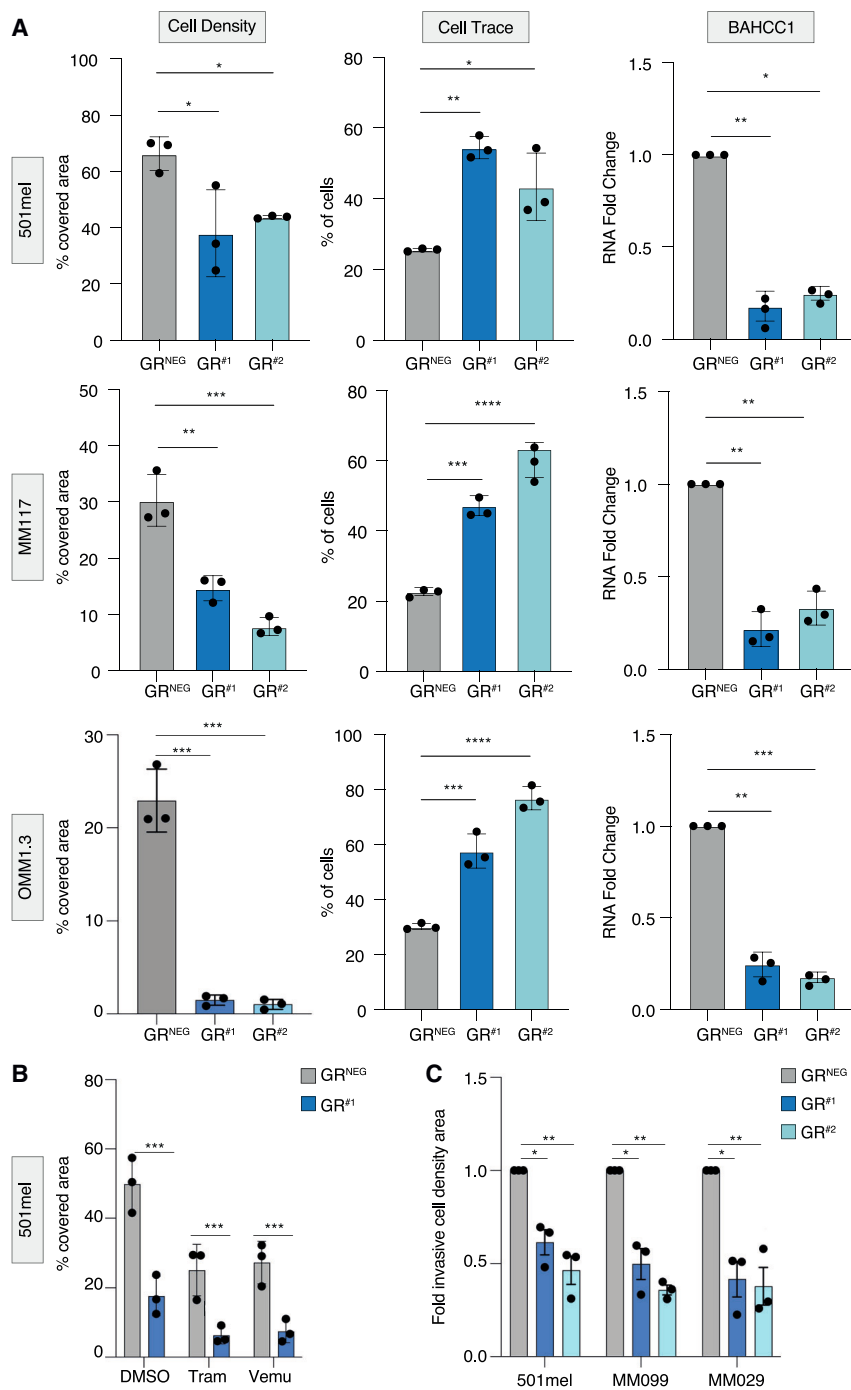 A
Cell Density
Cell Trace
BAHCC1
501mel
% covered area
100
80
60
40
20
0
*
*
GR^NEG GR^#1 GR^#2
% of cells
80
60
40
20
0
*
**
GR^NEG GR^#1 GR^#2
RNA Fold Change
1.5
1.0
0.5
0.0
*
**
GR^NEG GR^#1 GR^#2
MM117
% covered area
50
40
30
20
10
0
***
**
GR^NEG GR^#1 GR^#2
% of cells
80
60
40
20
0
****
***
GR^NEG GR^#1 GR^#2
RNA Fold Change
1.5
1.0
0.5
0.0
**
**
GR^NEG GR^#1 GR^#2
OMM1.3
% covered area
30
20
10
0
***
***
GR^NEG GR^#1 GR^#2
% of cells
100
80
60
40
20
0
****
***
GR^NEG GR^#1 GR^#2
RNA Fold Change
1.5
1.0
0.5
0.0
***
**
GR^NEG GR^#1 GR^#2
B
GR^NEG
GR^#1
501mel
% covered area
80
60
40
20
0
***
***
***
DMSO Tram Vemu
C
GR^NEG
GR^#1
GR^#2
Fold invasive cell density area
1.5
1.0
0.5
0.0
** ** **
* * *
501mel MM099 MM029